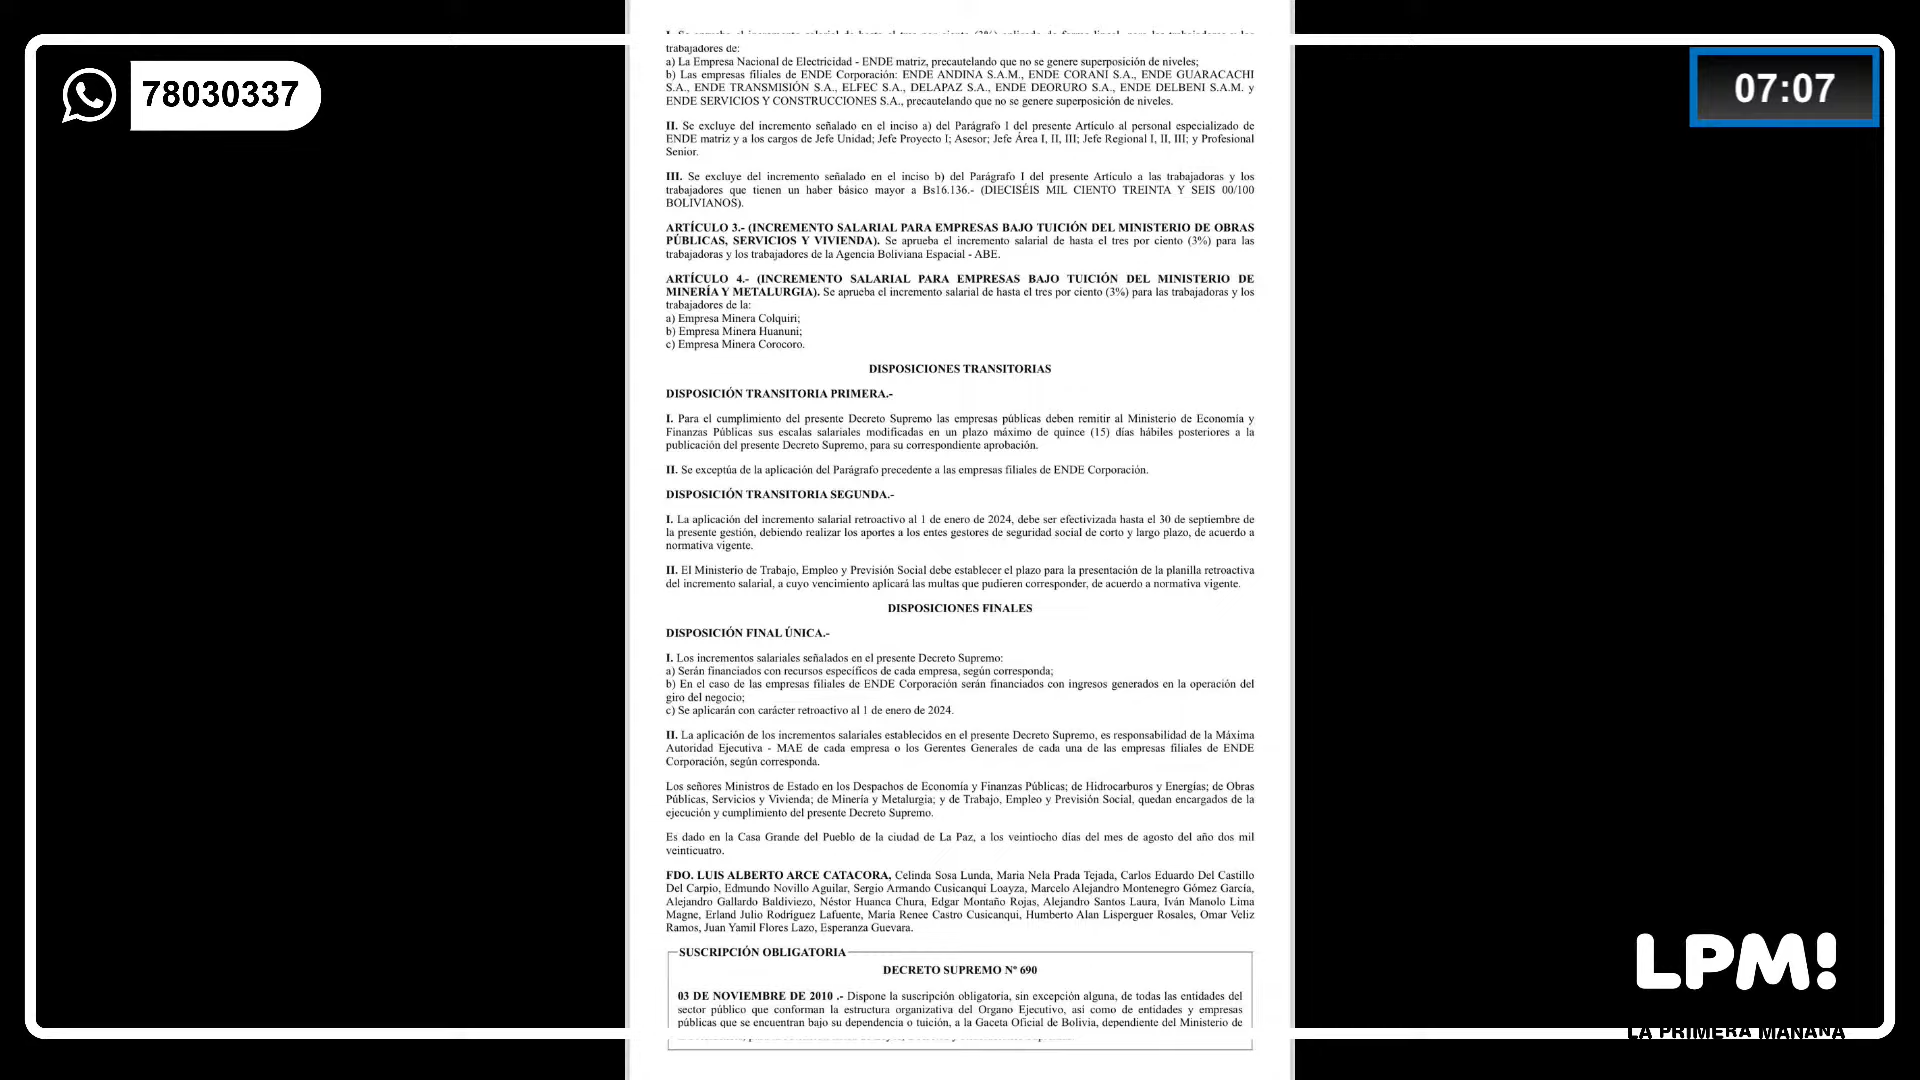 78030337
07:07
I. Se aprueba el incremento salarial de hasta el tres por ciento (3%) aplicado de forma lineal, para las trabajadoras y los
trabajadores de:
a) La Empresa Nacional de Electricidad - ENDE matriz, precautelando que no se genere superposición de niveles;
b) Las empresas filiales de ENDE Corporación: ENDE ANDINA S.A.M., ENDE CORANI S.A., ENDE GUARACACHI
S.A., ENDE TRANSMISIÓN S.A., ELFEC S.A., DELAPAZ S.A., ENDE DEORURO S.A., ENDE DELBENI S.A.M. y
ENDE SERVICIOS Y CONSTRUCCIONES S.A., precautelando que no se genere superposición de niveles.
II. Se excluye del incremento señalado en el inciso a) del Parágrafo I del presente Artículo al personal especializado de
ENDE matriz y a los cargos de Jefe Unidad; Jefe Proyecto I; Asesor; Jefe Área I, II, III; Jefe Regional I, II, III; y Profesional
Senior.
III. Se excluye del incremento señalado en el inciso b) del Parágrafo I del presente Artículo a las trabajadoras y los
trabajadores que tienen un haber básico mayor a Bs16.136.- (DIECISÉIS MIL CIENTO TREINTA Y SEIS 00/100
BOLIVIANOS).
ARTÍCULO 3.- (INCREMENTO SALARIAL PARA EMPRESAS BAJO TUICIÓN DEL MINISTERIO DE OBRAS
PÚBLICAS, SERVICIOS Y VIVIENDA). Se aprueba el incremento salarial de hasta el tres por ciento (3%) para las
trabajadoras y los trabajadores de la Agencia Boliviana Espacial - ABE.
ARTÍCULO 4.- (INCREMENTO SALARIAL PARA EMPRESAS BAJO TUICIÓN DEL MINISTERIO DE
MINERÍA Y METALURGIA). Se aprueba el incremento salarial de hasta el tres por ciento (3%) para las trabajadoras y los
trabajadores de la:
a) Empresa Minera Colquiri;
b) Empresa Minera Huanuni;
c) Empresa Minera Corocoro.
DISPOSICIONES TRANSITORIAS
DISPOSICIÓN TRANSITORIA PRIMERA.-
I. Para el cumplimiento del presente Decreto Supremo las empresas públicas deben remitir al Ministerio de Economía y
Finanzas Públicas sus escalas salariales modificadas en un plazo máximo de quince (15) días hábiles posteriores a la
publicación del presente Decreto Supremo, para su correspondiente aprobación.
II. Se exceptúa de la aplicación del Parágrafo precedente a las empresas filiales de ENDE Corporación.
DISPOSICIÓN TRANSITORIA SEGUNDA.-
I. La aplicación del incremento salarial retroactivo al 1 de enero de 2024, debe ser efectivizada hasta el 30 de septiembre de
la presente gestión, debiendo realizar los aportes a los entes gestores de seguridad social de corto y largo plazo, de acuerdo a
normativa vigente.
II. El Ministerio de Trabajo, Empleo y Previsión Social debe establecer el plazo para la presentación de la planilla retroactiva
del incremento salarial, a cuyo vencimiento aplicará las multas que pudieren corresponder, de acuerdo a normativa vigente.
DISPOSICIONES FINALES
DISPOSICIÓN FINAL ÚNICA.-
I. Los incrementos salariales señalados en el presente Decreto Supremo:
a) Serán financiados con recursos específicos de cada empresa, según corresponda;
b) En el caso de las empresas filiales de ENDE Corporación serán financiados con ingresos generados en la operación del
giro del negocio;
c) Se aplicarán con carácter retroactivo al 1 de enero de 2024.
II. La aplicación de los incrementos salariales establecidos en el presente Decreto Supremo, es responsabilidad de la Máxima
Autoridad Ejecutiva - MAE de cada empresa o los Gerentes Generales de cada una de las empresas filiales de ENDE
Corporación, según corresponda.
Los señores Ministros de Estado en los Despachos de Economía y Finanzas Públicas; de Hidrocarburos y Energías; de Obras
Públicas, Servicios y Vivienda; de Minería y Metalurgia; y de Trabajo, Empleo y Previsión Social, quedan encargados de la
ejecución y cumplimiento del presente Decreto Supremo.
Es dado en la Casa Grande del Pueblo de la ciudad de La Paz, a los veintiocho días del mes de agosto del año dos mil
veinticuatro.
FDO. LUIS ALBERTO ARCE CATACORA, Celinda Sosa Lunda, Maria Nela Prada Tejada, Carlos Eduardo Del Castillo
Del Carpio, Edmundo Novillo Aguilar, Sergio Armando Cusicanqui Loayza, Marcelo Alejandro Montenegro Gómez García,
Alejandro Gallardo Baldiviezo, Néstor Huanca Chura, Edgar Montaño Rojas, Alejandro Santos Laura, Iván Manolo Lima
Magne, Erland Julio Rodríguez Lafuente, Maria Renee Castro Cusicanqui, Humberto Alan Lisperguer Rosales, Omar Veliz
Ramos, Juan Yamil Flores Lazo, Esperanza Guevara.
SUSCRIPCIÓN OBLIGATORIA
DECRETO SUPREMO Nº 690
03 DE NOVIEMBRE DE 2010 .- Dispone la suscripción obligatoria, sin excepción alguna, de todas las entidades del
sector público que conforman la estructura organizativa del Organo Ejecutivo, así como de entidades y empresas
públicas que se encuentran bajo su dependencia o tuición, a la Gaceta Oficial de Bolivia, dependiente del Ministerio de
LPM!
LA PRIMERA MAÑANA